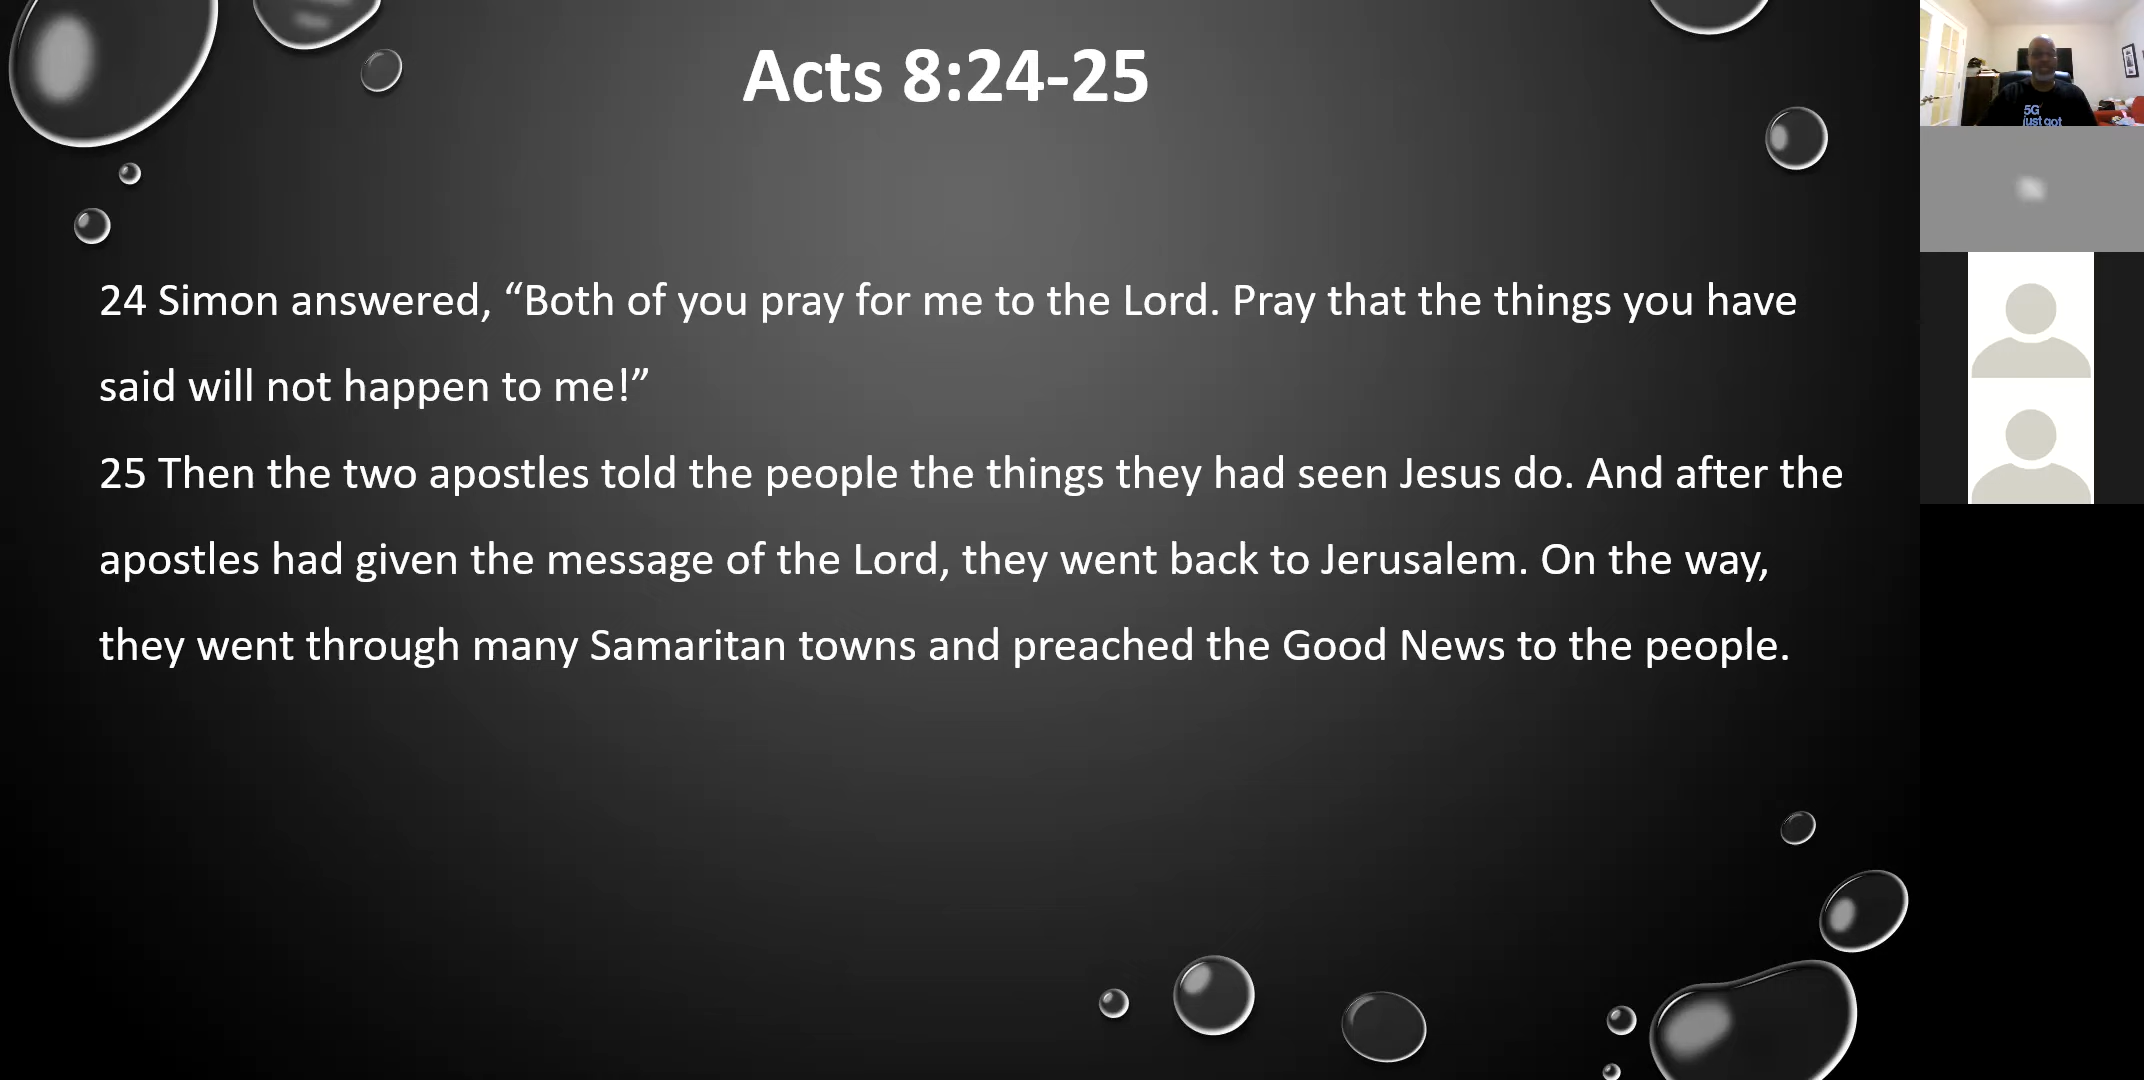 Acts 8:24-25
24 Simon answered, “Both of you pray for me to the Lord. Pray that the things you have
said will not happen to me!”
25 Then the two apostles told the people the things they had seen Jesus do. And after the
apostles had given the message of the Lord, they went back to Jerusalem. On the way,
they went through many Samaritan towns and preached the Good News to the people.
5G
just got